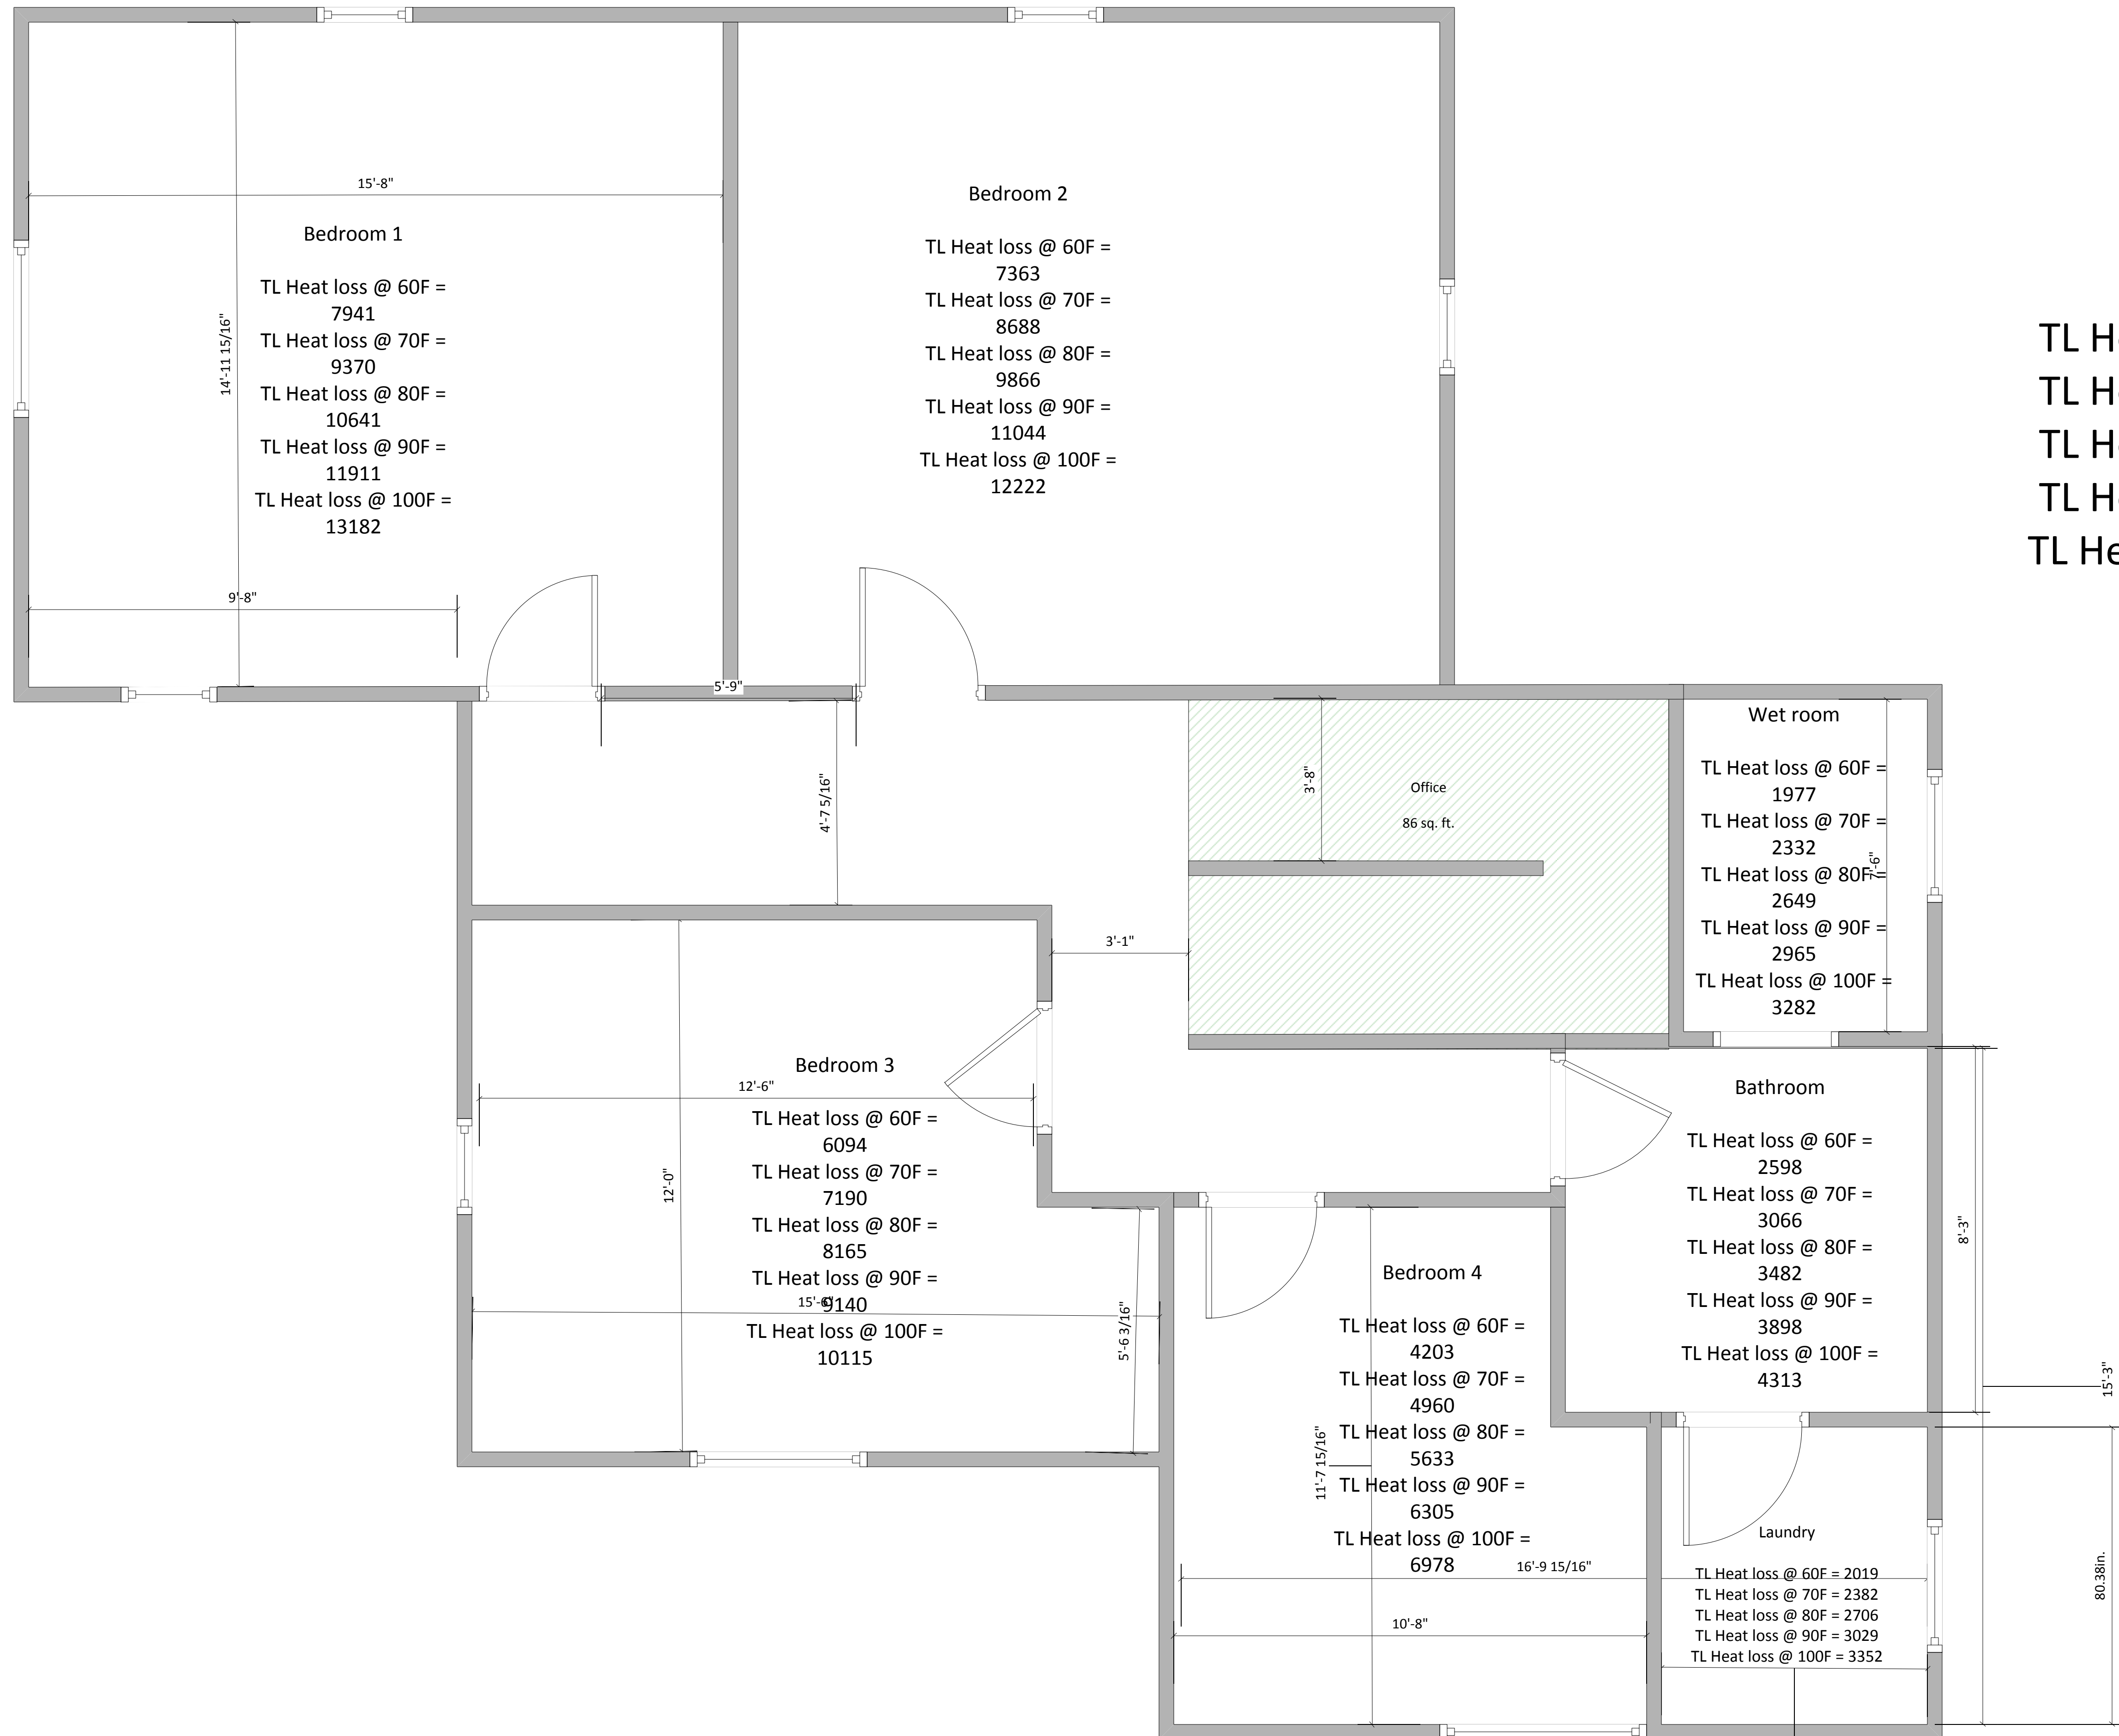 15'-8"
Bedroom 1
TL Heat loss @ 60F =
7941
TL Heat loss @ 70F =
9370
TL Heat loss @ 80F =
10641
TL Heat loss @ 90F =
11911
TL Heat loss @ 100F =
13182
14'-11 15/16"
9'-8"
Bedroom 2
TL Heat loss @ 60F =
7363
TL Heat loss @ 70F =
8688
TL Heat loss @ 80F =
9866
TL Heat loss @ 90F =
11044
TL Heat loss @ 100F =
12222
TL H
TL H
TL H
TL H
TL He
5'-9"
4'-7 5/16"
3'-8"
Office
86 sq. ft.
Wet room
TL Heat loss @ 60F =
1977
TL Heat loss @ 70F =
2332
TL Heat loss @ 80F =
2649
TL Heat loss @ 90F =
2965
TL Heat loss @ 100F =
3282
7'-6"
3'-1"
Bedroom 3
12'-6"
TL Heat loss @ 60F =
6094
TL Heat loss @ 70F =
7190
TL Heat loss @ 80F =
8165
TL Heat loss @ 90F =
9140
TL Heat loss @ 100F =
10115
12'-0"
15'-6"
5'-6 3/16"
Bathroom
TL Heat loss @ 60F =
2598
TL Heat loss @ 70F =
3066
TL Heat loss @ 80F =
3482
TL Heat loss @ 90F =
3898
TL Heat loss @ 100F =
4313
8'-3"
15'-3"
Bedroom 4
TL Heat loss @ 60F =
4203
TL Heat loss @ 70F =
4960
TL Heat loss @ 80F =
5633
TL Heat loss @ 90F =
6305
TL Heat loss @ 100F =
6978
11'-7 15/16"
16'-9 15/16"
10'-8"
Laundry
TL Heat loss @ 60F = 2019
TL Heat loss @ 70F = 2382
TL Heat loss @ 80F = 2706
TL Heat loss @ 90F = 3029
TL Heat loss @ 100F = 3352
80.38in.